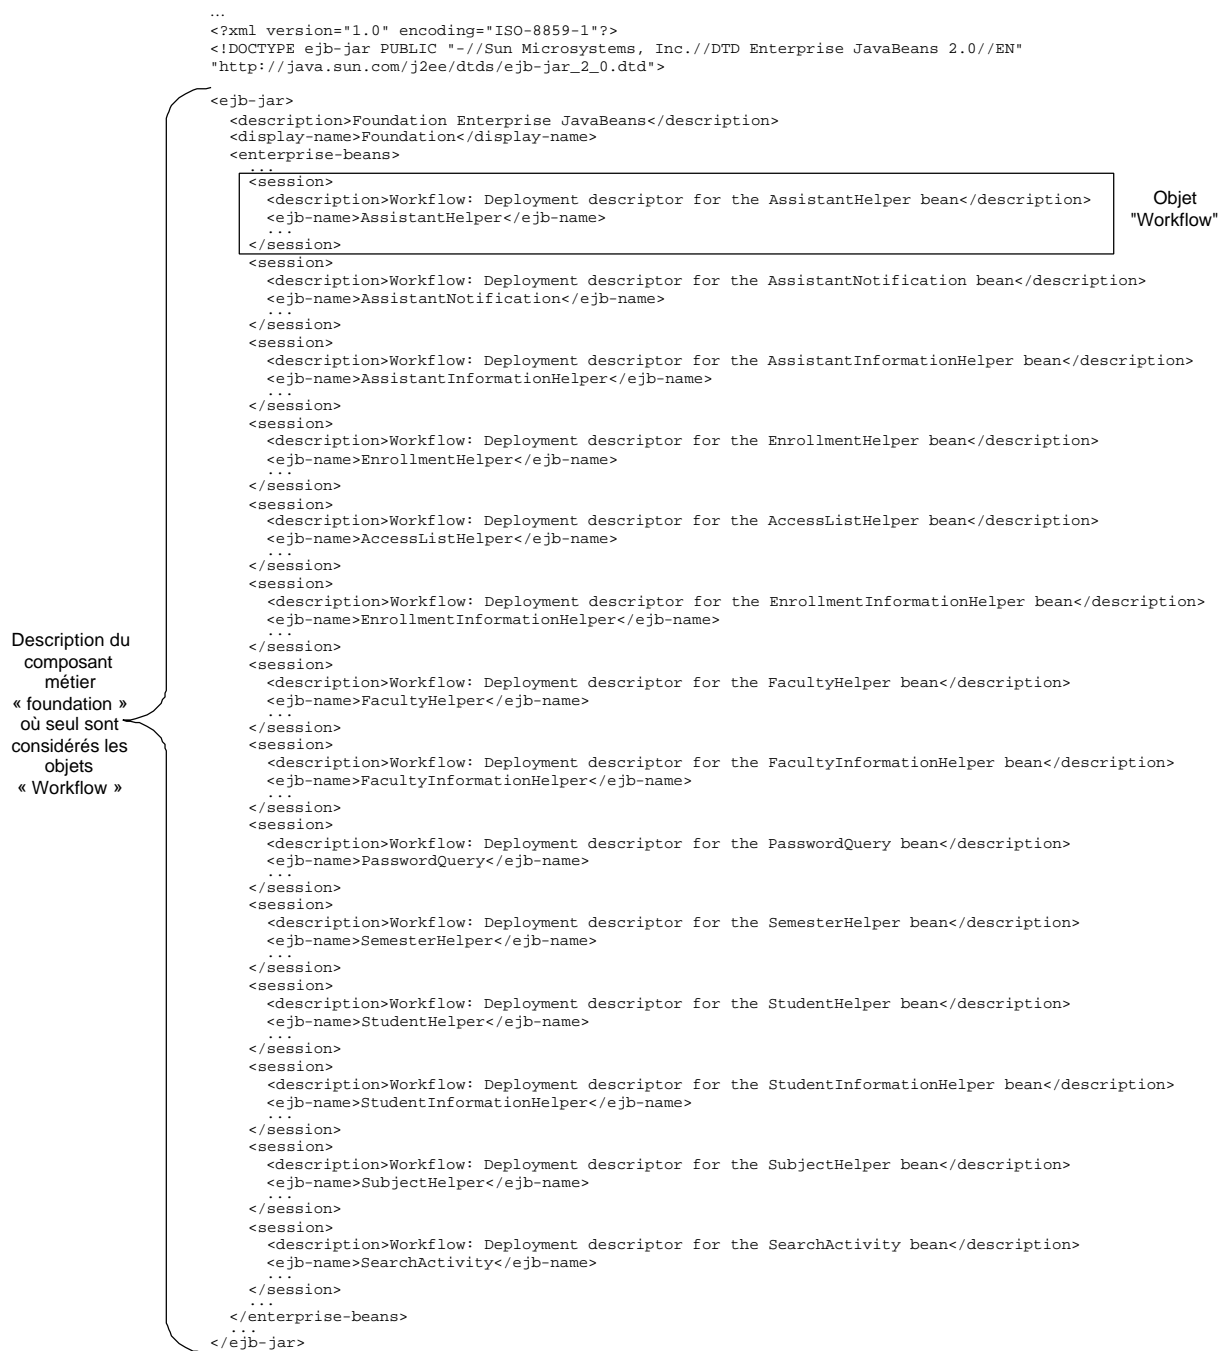 ...
<?xml version="1.0" encoding="ISO-8859-1"?>
<!DOCTYPE ejb-jar PUBLIC "-//Sun Microsystems, Inc.//DTD Enterprise JavaBeans 2.0//EN"
"http://java.sun.com/j2ee/dtds/ejb-jar_2_0.dtd">
<ejb-jar>
<description>Foundation Enterprise JavaBeans</description>
<display-name>Foundation</display-name>
<enterprise-beans>
...
<session>
<description>Workflow: Deployment descriptor for the AssistantHelper bean</description>
<ejb-name>AssistantHelper</ejb-name>
...
</session>
Objet
"Workflow"
<session>
<description>Workflow: Deployment descriptor for the AssistantNotification bean</description>
<ejb-name>AssistantNotification</ejb-name>
...
</session>
<session>
<description>Workflow: Deployment descriptor for the AssistantInformationHelper bean</description>
<ejb-name>AssistantInformationHelper</ejb-name>
...
</session>
<session>
<description>Workflow: Deployment descriptor for the EnrollmentHelper bean</description>
<ejb-name>EnrollmentHelper</ejb-name>
...
</session>
<session>
<description>Workflow: Deployment descriptor for the AccessListHelper bean</description>
<ejb-name>AccessListHelper</ejb-name>
...
</session>
<session>
<description>Workflow: Deployment descriptor for the EnrollmentInformationHelper bean</description>
<ejb-name>EnrollmentInformationHelper</ejb-name>
...
</session>
<session>
<description>Workflow: Deployment descriptor for the FacultyHelper bean</description>
<ejb-name>FacultyHelper</ejb-name>
...
</session>
<session>
<description>Workflow: Deployment descriptor for the FacultyInformationHelper bean</description>
<ejb-name>FacultyInformationHelper</ejb-name>
...
</session>
<session>
<description>Workflow: Deployment descriptor for the PasswordQuery bean</description>
<ejb-name>PasswordQuery</ejb-name>
...
</session>
<session>
<description>Workflow: Deployment descriptor for the SemesterHelper bean</description>
<ejb-name>SemesterHelper</ejb-name>
...
</session>
<session>
<description>Workflow: Deployment descriptor for the StudentHelper bean</description>
<ejb-name>StudentHelper</ejb-name>
...
</session>
<session>
<description>Workflow: Deployment descriptor for the StudentInformationHelper bean</description>
<ejb-name>StudentInformationHelper</ejb-name>
...
</session>
<session>
<description>Workflow: Deployment descriptor for the SubjectHelper bean</description>
<ejb-name>SubjectHelper</ejb-name>
...
</session>
<session>
<description>Workflow: Deployment descriptor for the SearchActivity bean</description>
<ejb-name>SearchActivity</ejb-name>
...
</session>
...
</enterprise-beans>
...
</ejb-jar>
Description du
composant
métier
« foundation »
où seul sont
considérés les
objets
« Workflow »